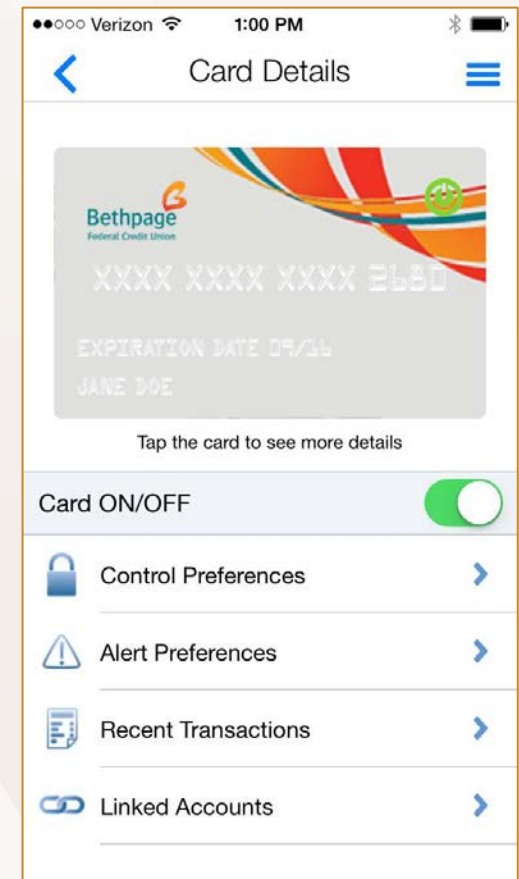 Verizon 1:00 PM
Card Details
Bethpage
Federal Credit Union
XXXX XXXX XXXX 2680
EXPIRATION DATE 09/16
JANE DOE
Tap the card to see more details
Card ON/OFF
Control Preferences
Alert Preferences
Recent Transactions
Linked Accounts